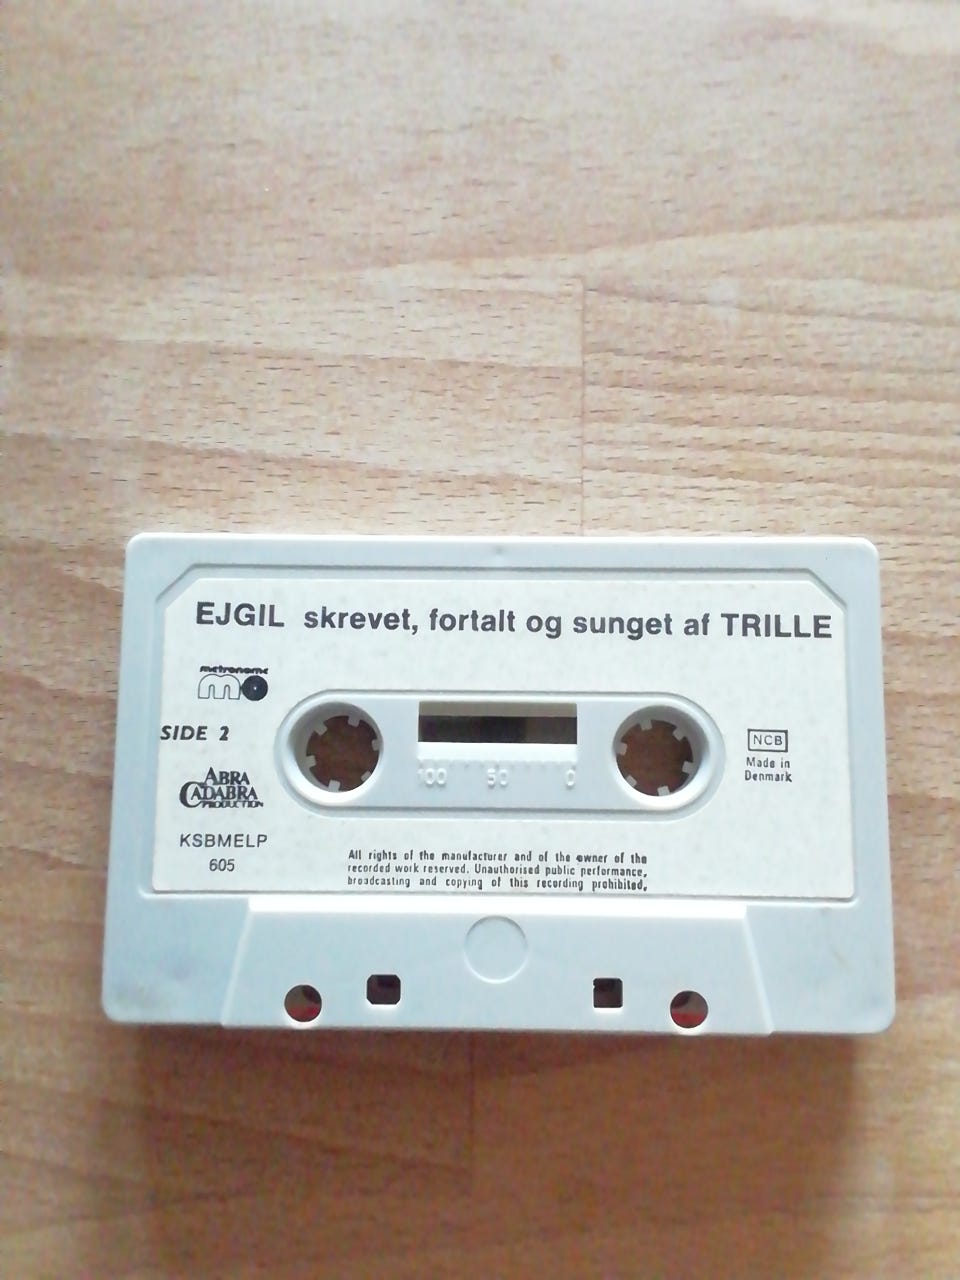 EJGIL skrevet, fortalt og sunget af TRILLE
metronome
SIDE 2
ABRA
CADABRA
PRODUCTION
KSBMELP
605
100 50 0
NCB
Made in
Denmark
All rights of the manufacturer and of the owner of the
recorded work reserved. Unauthorised public performance,
broadcasting and copying of this recording prohibited.